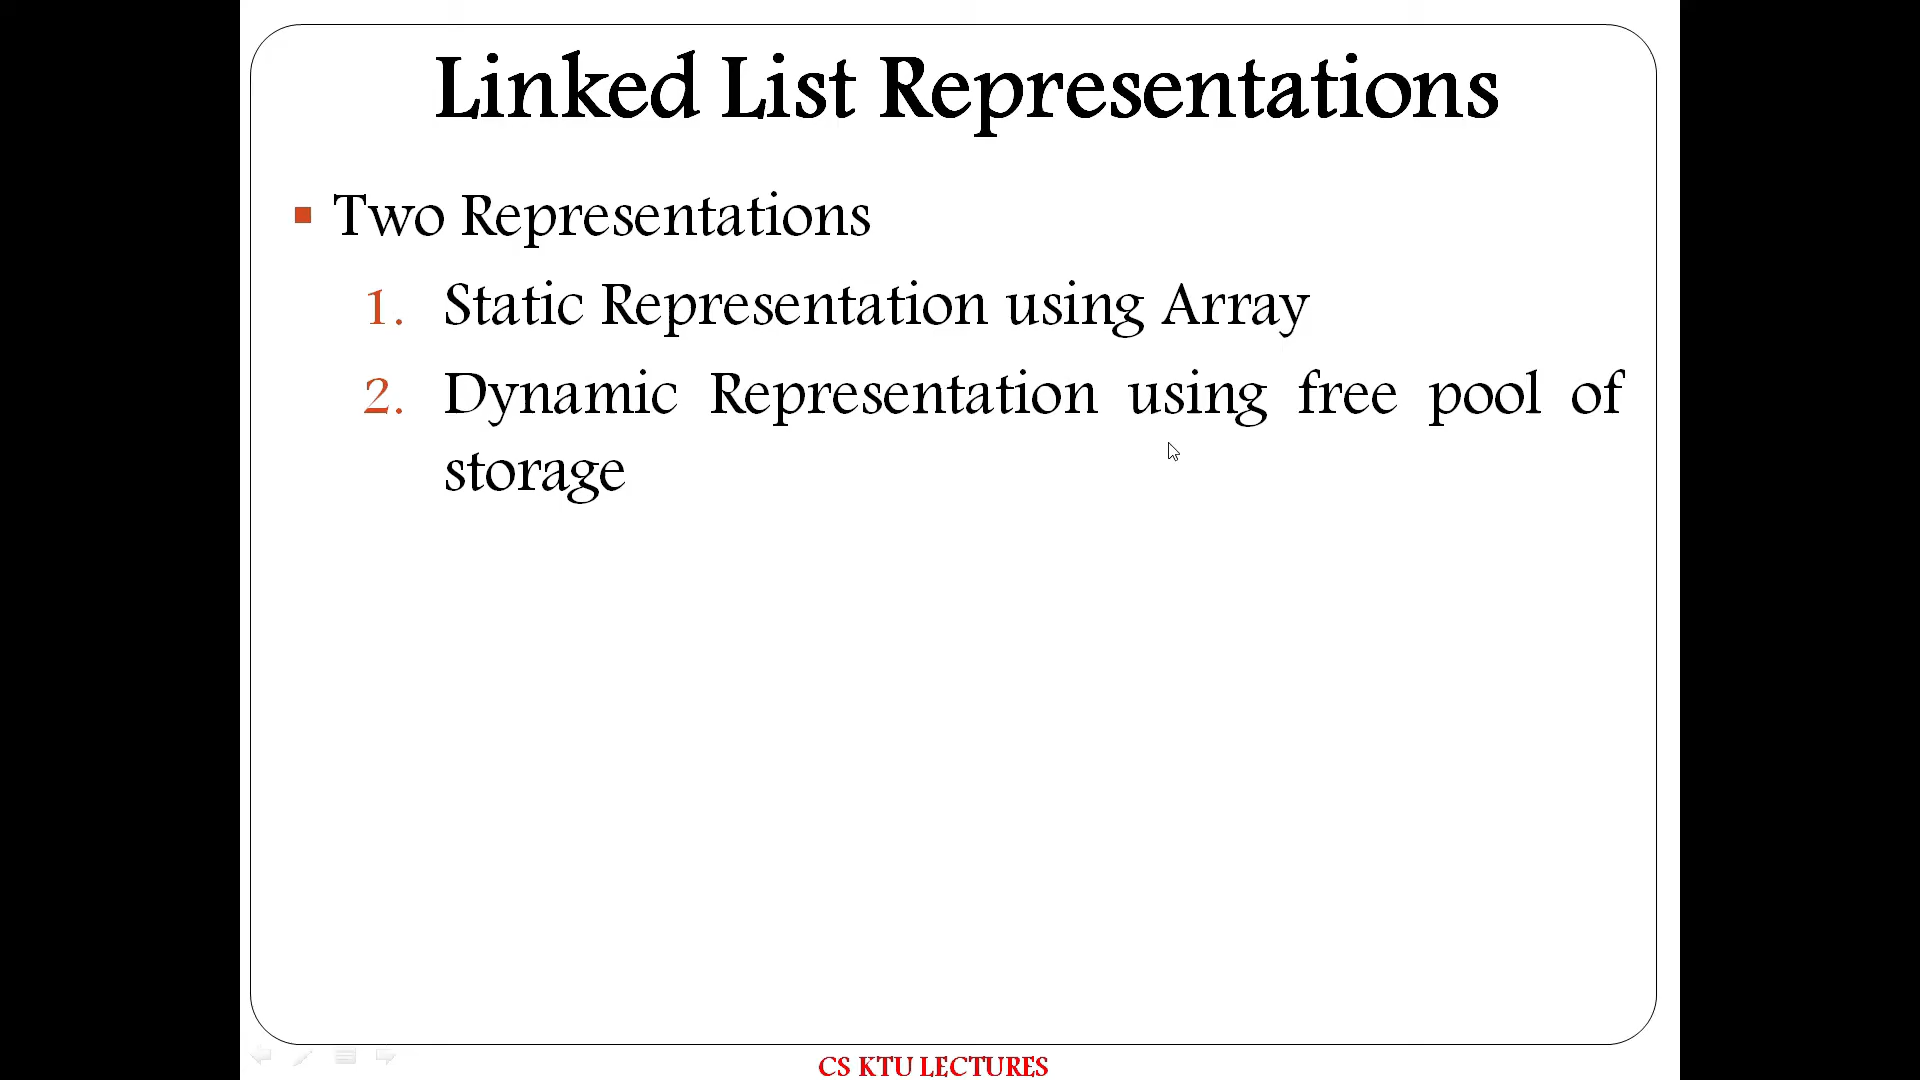 Linked List Representations
Two Representations
1. Static Representation using Array
2. Dynamic Representation using free pool of
storage
CS KTU LECTURES